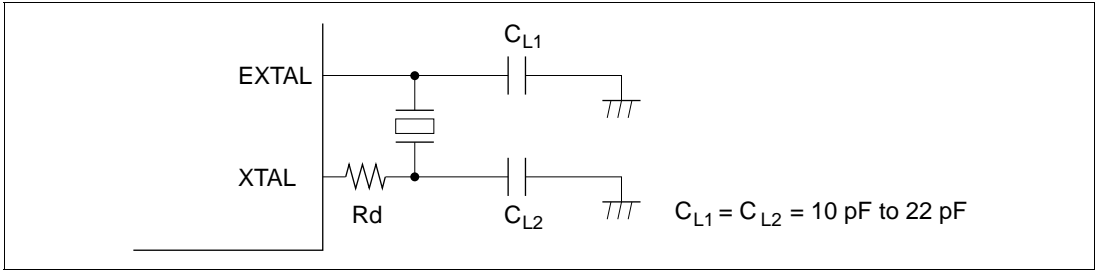 C_L1
EXTAL
XTAL
Rd
C_L2
C_L1 = C_L2 = 10 pF to 22 pF